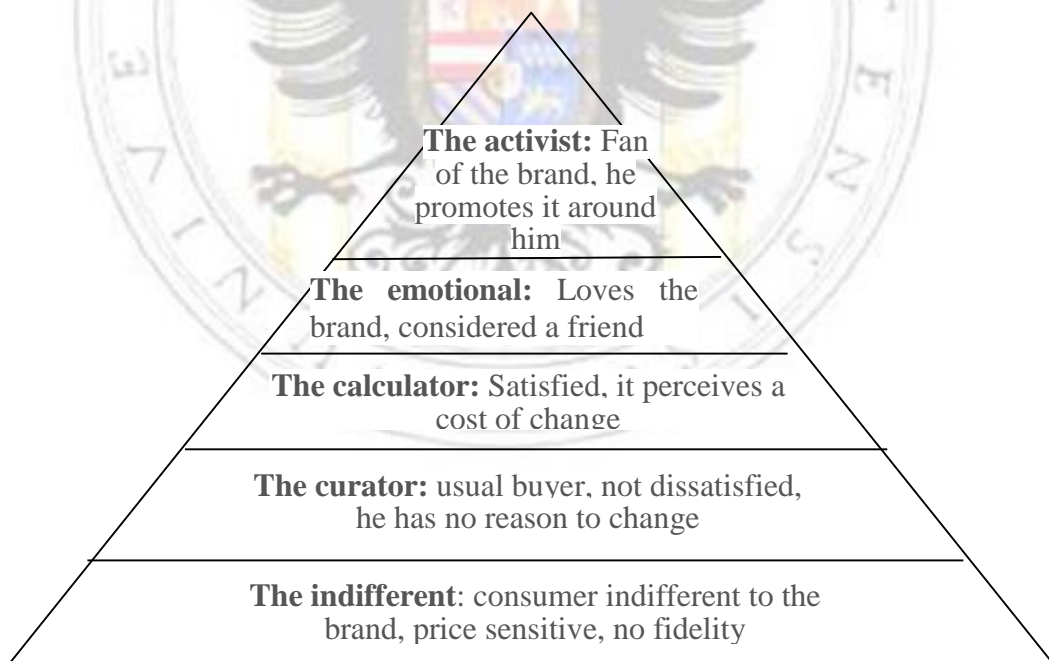 The activist: Fan
of the brand, he
promotes it around
him
The emotional: Loves the
brand, considered a friend
The calculator: Satisfied, it perceives a
cost of change
The curator: usual buyer, not dissatisfied,
he has no reason to change
The indifferent: consumer indifferent to the
brand, price sensitive, no fidelity